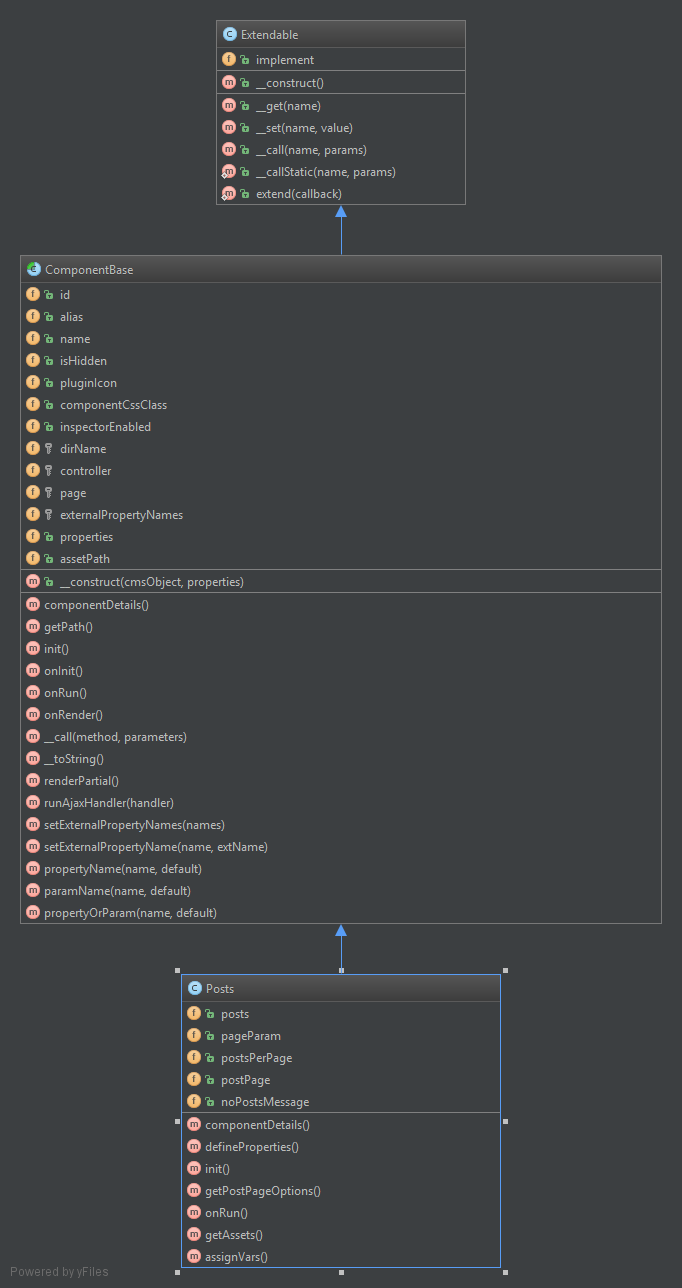 Extendable
implement
__construct()
__get(name)
__set(name, value)
__call(name, params)
__callStatic(name, params)
extend(callback)
ComponentBase
id
alias
name
isHidden
pluginIcon
componentCssClass
inspectorEnabled
dirName
controller
page
externalPropertyNames
properties
assetPath
__construct(cmsObject, properties)
componentDetails()
getPath()
init()
onInit()
onRun()
onRender()
__call(method, parameters)
__toString()
renderPartial()
runAjaxHandler(handler)
setExternalPropertyNames(names)
setExternalPropertyName(name, extName)
propertyName(name, default)
paramName(name, default)
propertyOrParam(name, default)
Posts
posts
pageParam
postsPerPage
postPage
noPostsMessage
componentDetails()
defineProperties()
init()
getPostPageOptions()
onRun()
getAssets()
assignVars()
Powered by yFiles